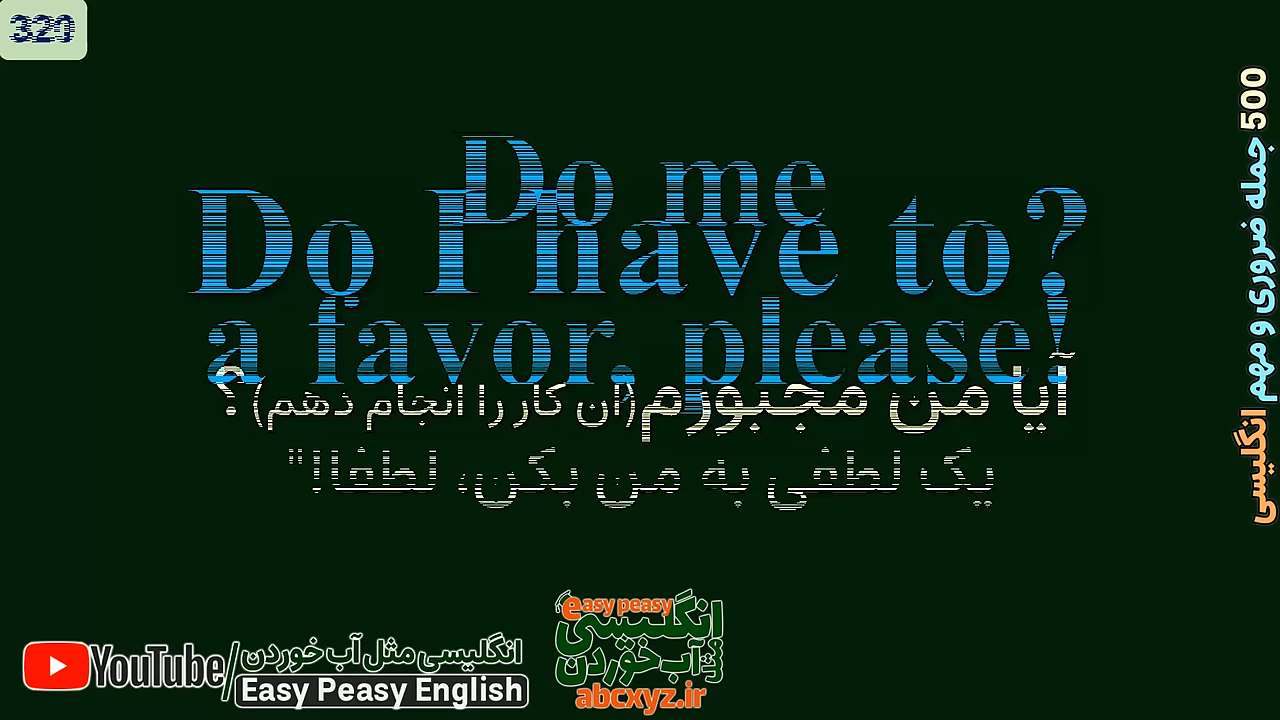 Do me
Do I have to?
a favor, please!
آیا من مجبورم(آن کار را انجام دهم)؟
یک لطفی به من بکن، لطفا!"
500 جمله ضروری و مهم انگلیسی
YouTube/
انگلیسی مثل آب خوردن
Easy Peasy English
easy peasy
انگلیسی
مثل آب خوردن
abcxyz.ir